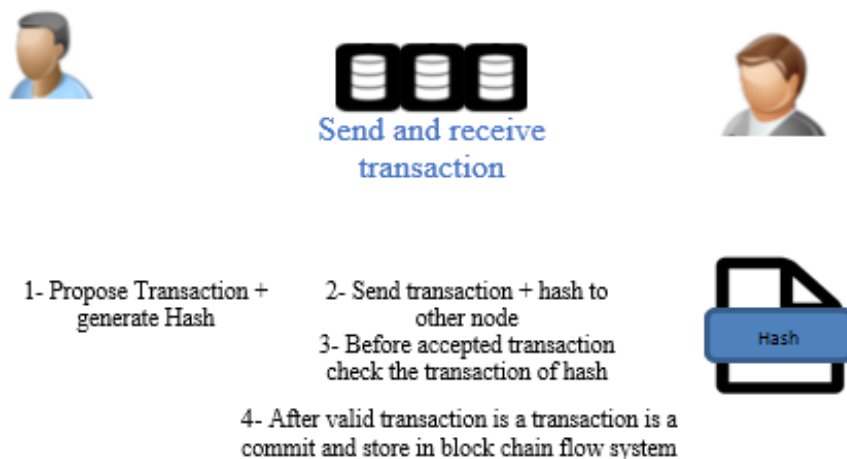 Send and receive
transaction
1- Propose Transaction +
generate Hash
2- Send transaction + hash to
other node
3- Before accepted transaction
check the transaction of hash
Hash
4- After valid transaction is a transaction is a
commit and store in block chain flow system